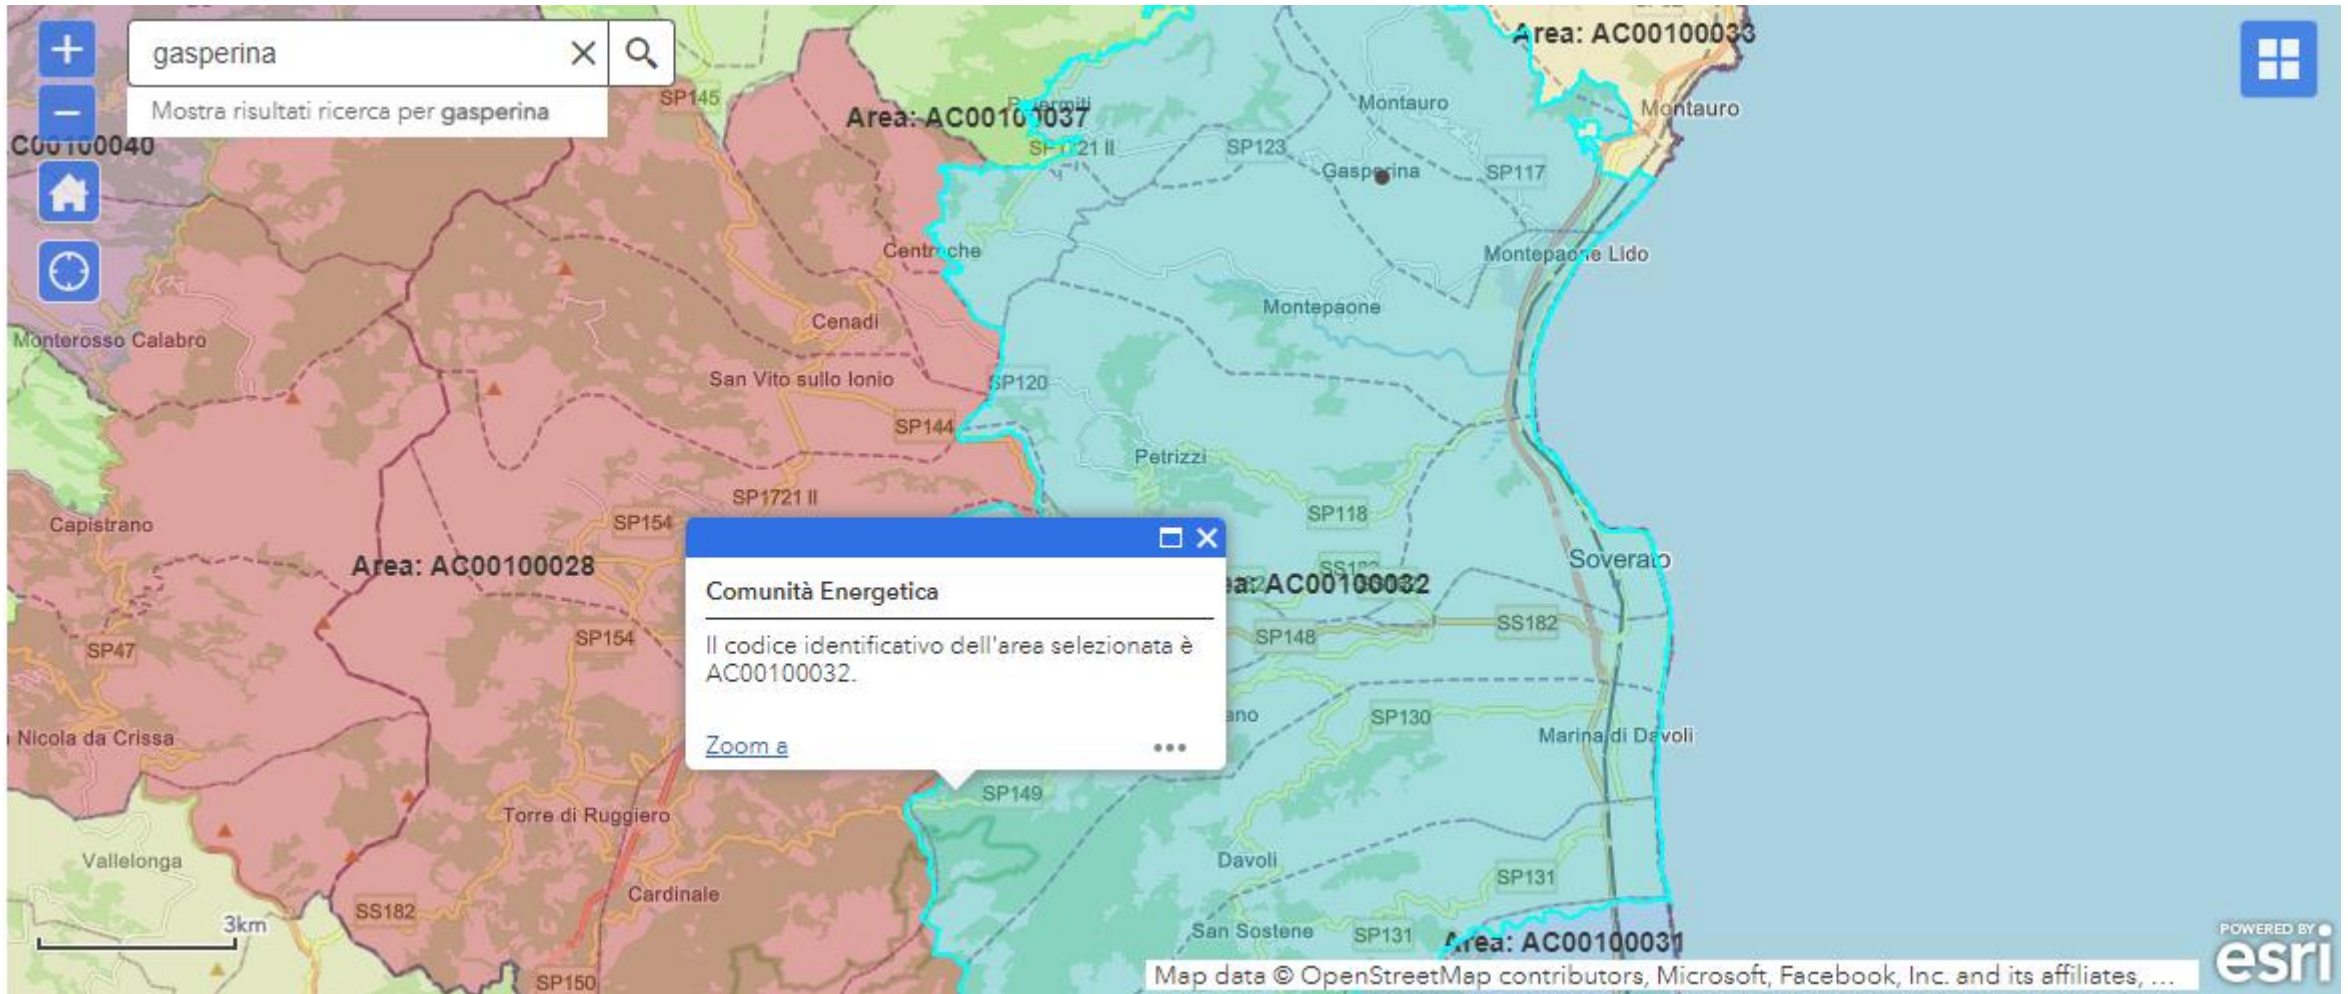 gasperina
Mostra risultati ricerca per gasperina
Area: AC00100033
SP145
Area: AC00100037
Montauro
Montauro
C00100040
SP1721 II
SP123
Gasperina
SP117
Centrache
Montepaone Lido
Montepaone
Cenadi
Monterosso Calabro
San Vito sullo Ionio
SP120
SP144
Petrizzi
SP1721 II
SP118
Capistrano
SP154
Soverato
Area: AC00100028
ea: AC00100032
Comunità Energetica
SS182
SP154
SP148
SP47
Il codice identificativo dell'area selezionata è
AC00100032.
ano
SP130
Nicola da Crissa
Marina di Davoli
Zoom a
SP149
Torre di Ruggiero
Vallelonga
Davoli
SP131
Cardinale
SS182
3km
San Sostene
SP131
Area: AC00100031
SP150
Map data © OpenStreetMap contributors, Microsoft, Facebook, Inc. and its affiliates, ...
POWERED BY
esri